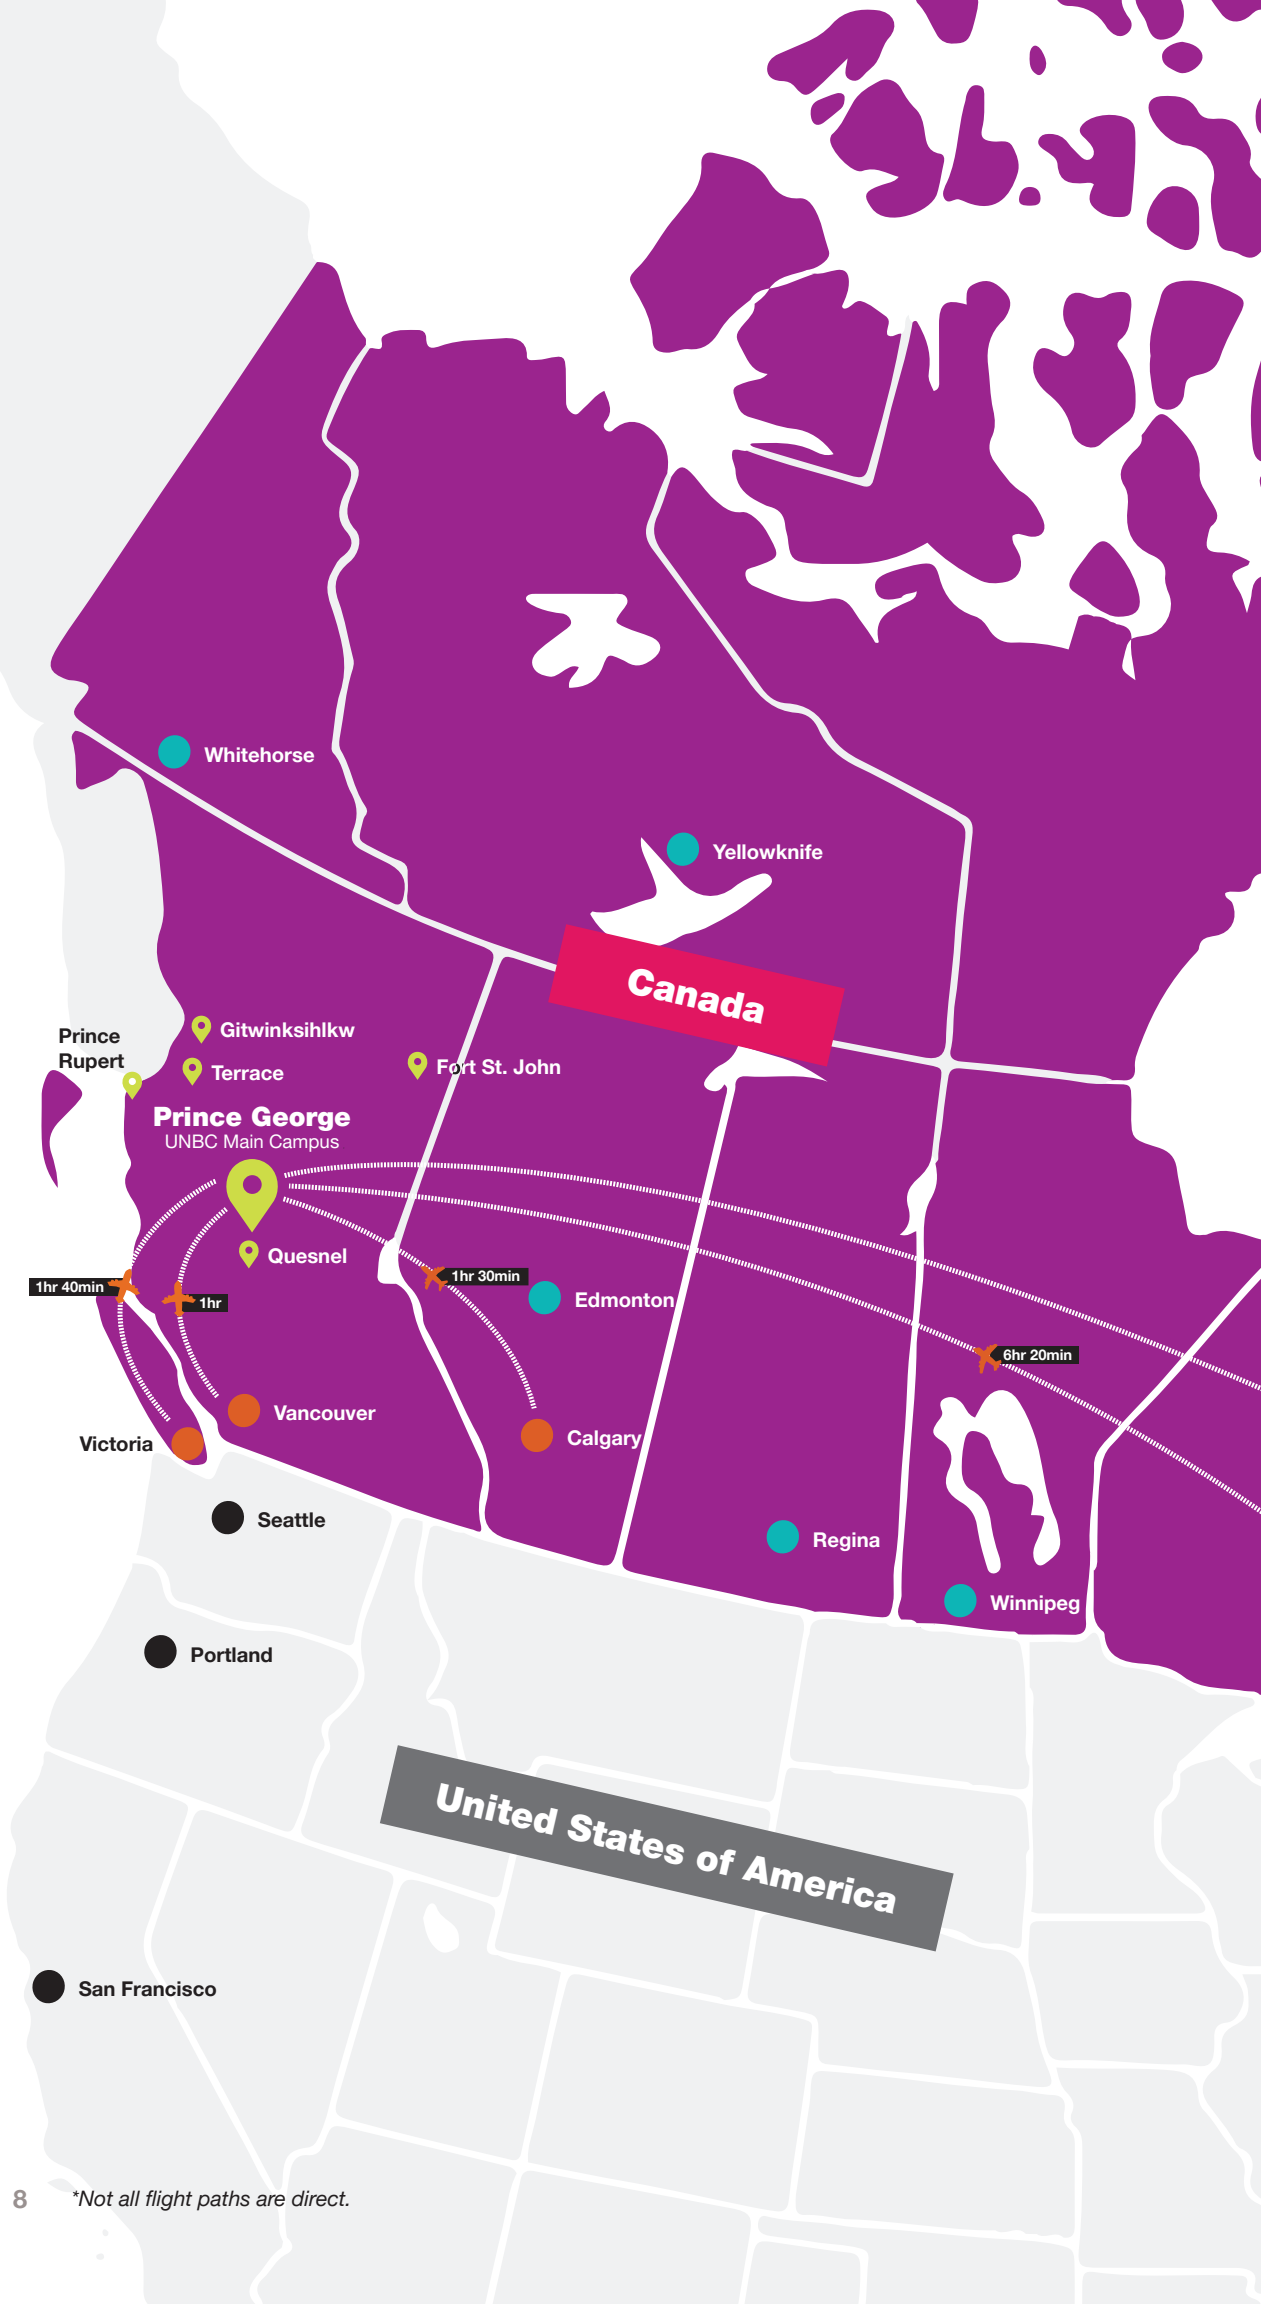 Whitehorse
Yellowknife
Canada
Gitwinksihlkw
Prince
Rupert
Terrace
Fort St. John
Prince George
UNBC Main Campus
Quesnel
1hr 40min
1hr
1hr 30min
Edmonton
6hr 20min
Vancouver
Victoria
Calgary
Seattle
Regina
Winnipeg
Portland
United States of America
San Francisco
8
*Not all flight paths are direct.